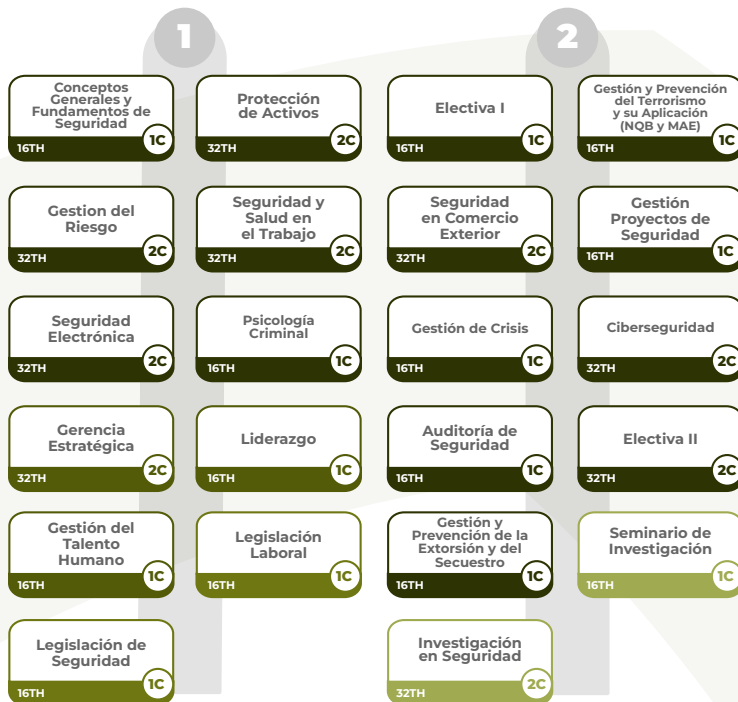 1
Conceptos
Generales y
Fundamentos de
Seguridad
16TH
1C
Protección
de Activos
32TH
2C
Gestion del
Riesgo
32TH
2C
Seguridad y
Salud en
el Trabajo
32TH
2C
Seguridad
Electrónica
32TH
2C
Psicología
Criminal
16TH
1C
Gerencia
Estratégica
32TH
2C
Liderazgo
16TH
1C
Gestión del
Talento
Humano
16TH
1C
Legislación
Laboral
16TH
1C
Legislación de
Seguridad
16TH
1C
2
Electiva I
16TH
1C
Gestión y Prevención
del Terrorismo
y su Aplicación
(NQB y MAE)
16TH
1C
Seguridad
en Comercio
Exterior
32TH
2C
Gestión
Proyectos de
Seguridad
16TH
1C
Gestión de Crisis
16TH
1C
Ciberseguridad
32TH
2C
Auditoría de
Seguridad
16TH
1C
Electiva II
32TH
2C
Gestión y
Prevención de la
Extorsión y del
Secuestro
16TH
1C
Seminario de
Investigación
16TH
1C
Investigación
en Seguridad
32TH
2C